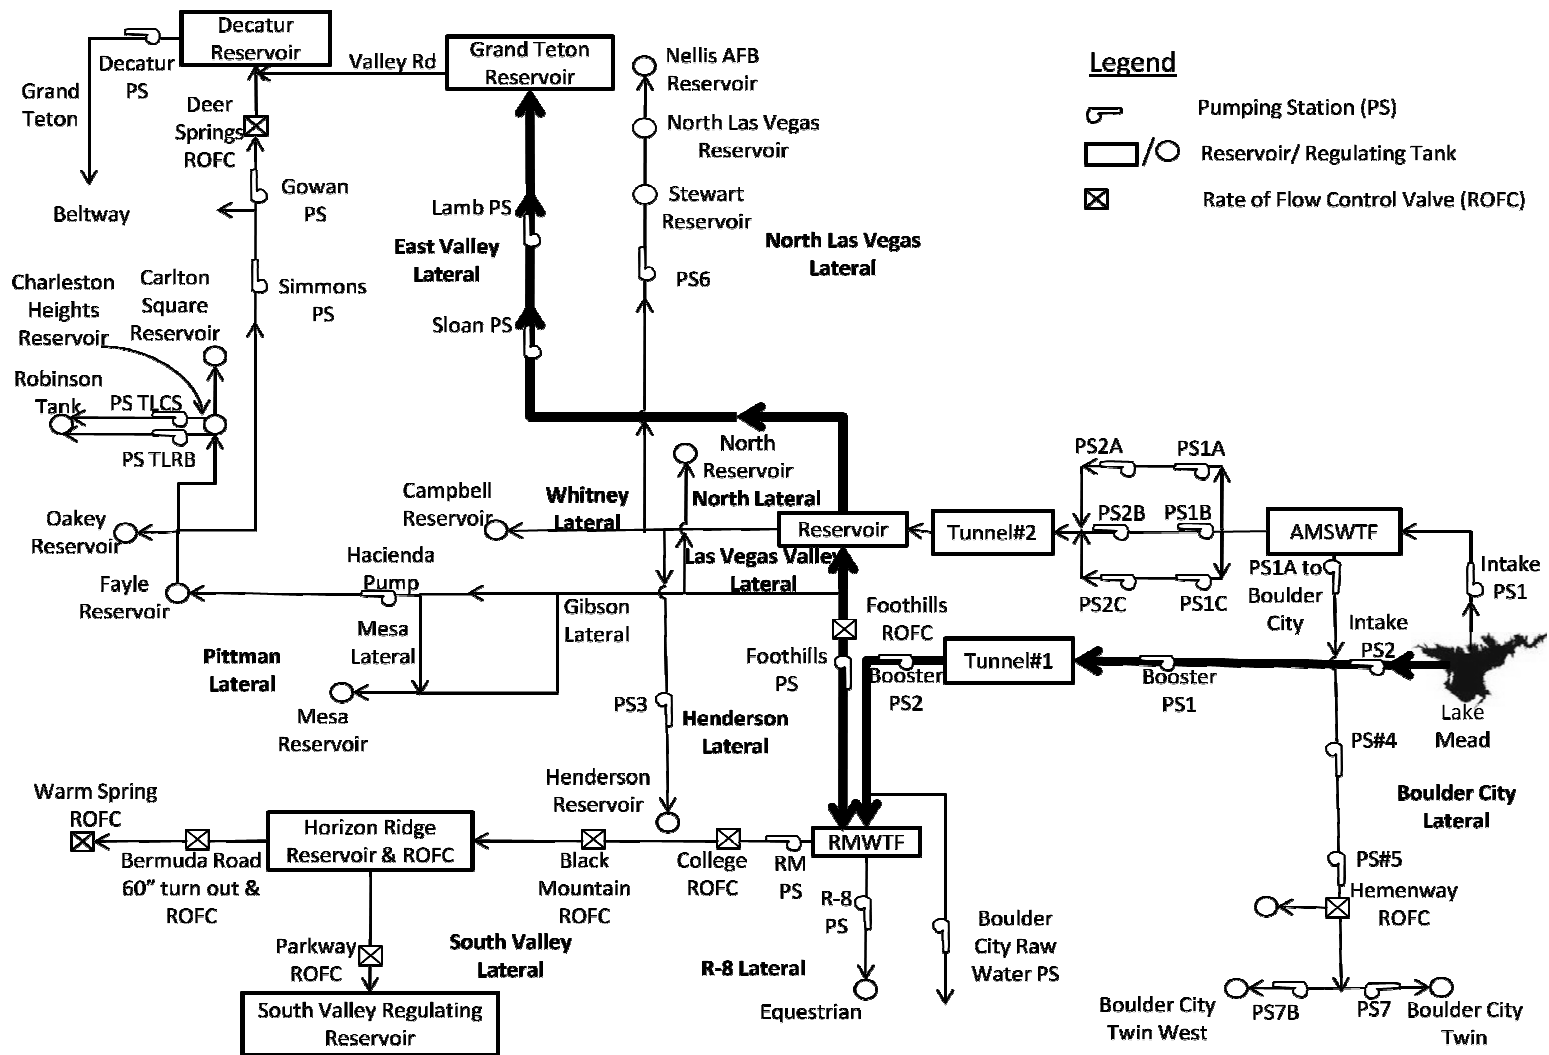 Decatur
Reservoir
Decatur
PS
Grand
Teton
Beltway
Valley Rd
Grand Teton
Reservoir
Deer
Springs
ROFC
Gowan
PS
Simmons
PS
Nellis AFB
Reservoir
North Las Vegas
Reservoir
Stewart
Reservoir
North Las Vegas
Lateral
PS6
Lamb PS
East Valley
Lateral
Sloan PS
Legend
Pumping Station (PS)
/
Reservoir/ Regulating Tank
Rate of Flow Control Valve (ROFC)
Charleston
Heights
Reservoir
Carlton
Square
Reservoir
Robinson
Tank
PS TLCS
PS TLRB
Oakey
Reservoir
Fayle
Reservoir
Campbell
Reservoir
Whitney
Lateral
North
Reservoir
North Lateral
Reservoir
Las Vegas Valley
Lateral
Tunnel#2
PS2A
PS1A
PS2B
PS1B
PS2C
PS1C
AMSWTF
PS1A to
Boulder
City
Intake
PS1
Intake
PS2
Lake
Mead
Hacienda
Pump
Mesa
Lateral
Gibson
Lateral
Pittman
Lateral
Mesa
Reservoir
Foothills
ROFC
Foothills
PS
Tunnel#1
Booster
PS2
Booster
PS1
PS3
Henderson
Lateral
Henderson
Reservoir
PS#4
Boulder City
Lateral
PS#5
Hemenway
ROFC
Warm Spring
ROFC
Bermuda Road
60” turn out &
ROFC
Horizon Ridge
Reservoir & ROFC
Black
Mountain
ROFC
College
ROFC
RM
PS
RMWTF
R-8
PS
Boulder
City Raw
Water PS
Parkway
ROFC
South Valley
Lateral
R-8 Lateral
Equestrian
South Valley Regulating
Reservoir
Boulder City
Twin West
PS7B
PS7
Boulder City
Twin